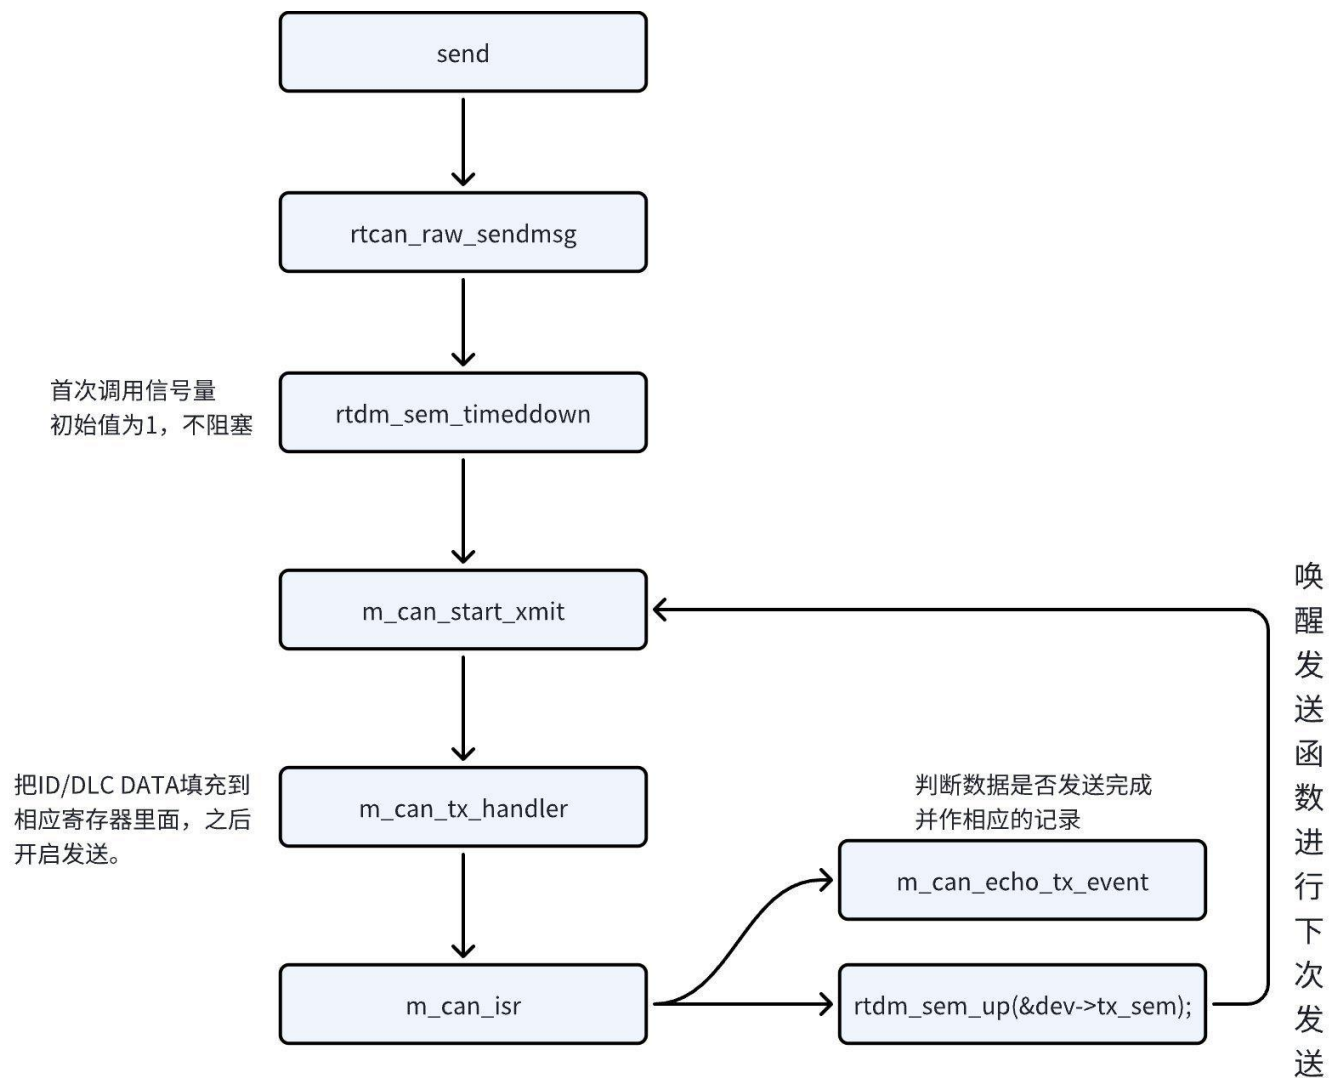 send
rtcan_raw_sendmsg
首次调用信号量
初始值为1，不阻塞
rtdm_sem_timeddown
m_can_start_xmit
把ID/DLC DATA填充到
相应寄存器里面，之后
开启发送。
m_can_tx_handler
判断数据是否发送完成
并作相应的记录
m_can_echo_tx_event
m_can_isr
rtdm_sem_up(&dev->tx_sem);
唤醒发送函数进行下次发送